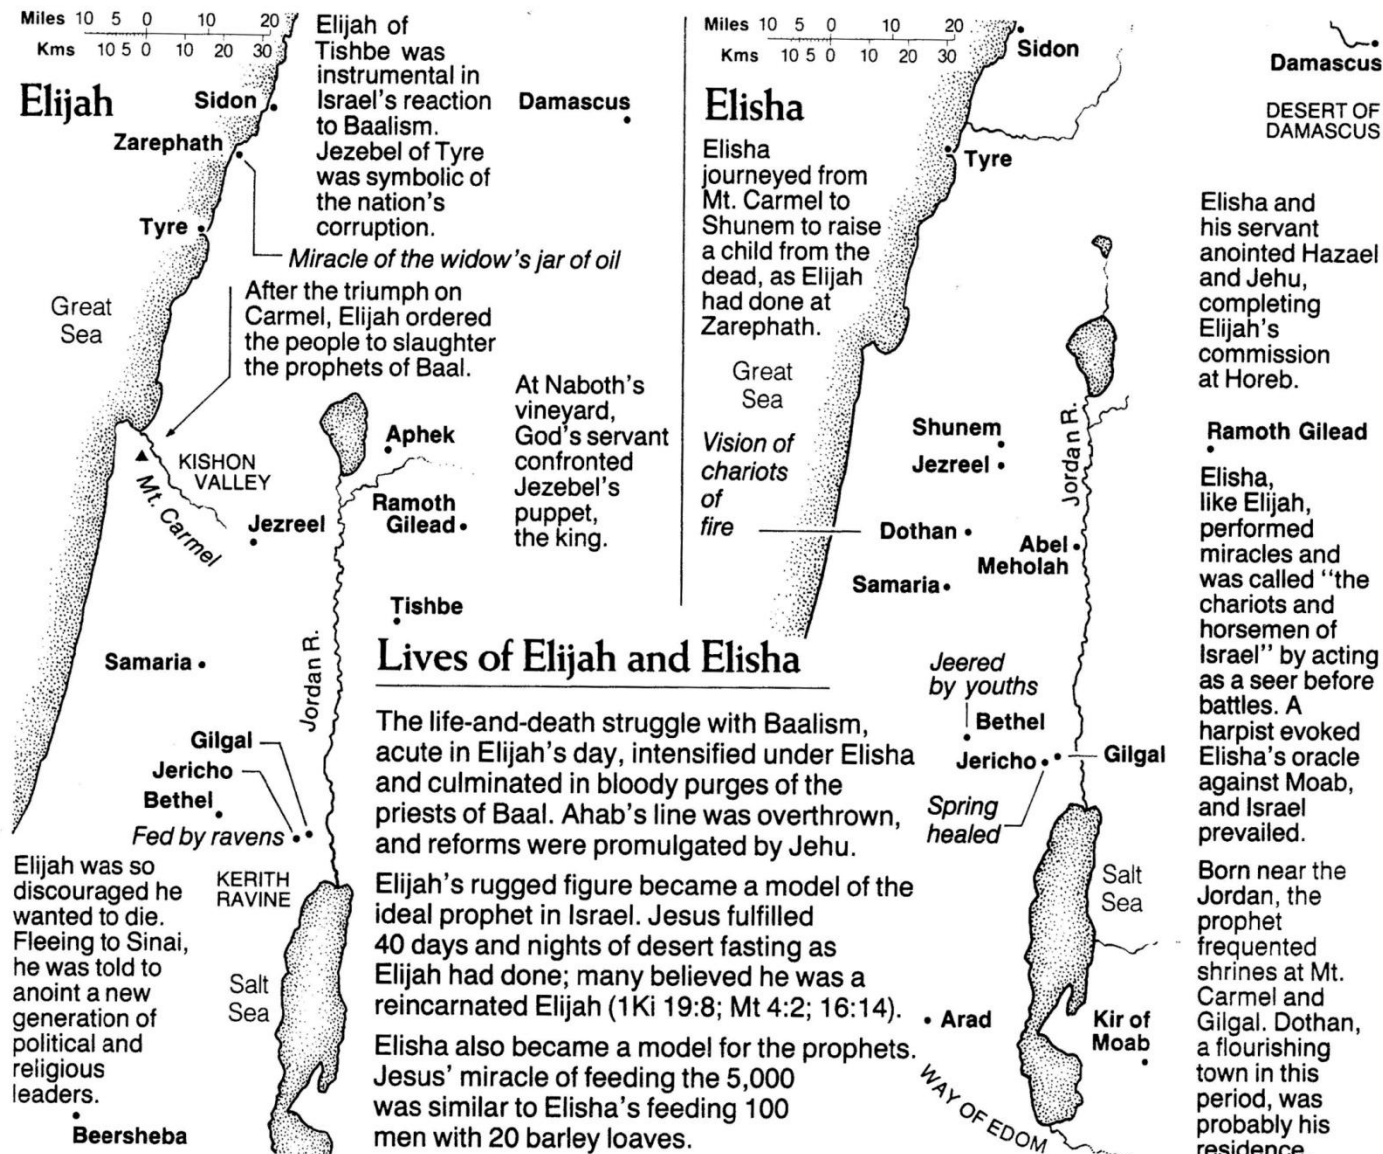 Miles 10 5 0 10 20
Kms 10 5 0 10 20 30
Elijah
Elijah of
Tishbe was
instrumental in
Israel's reaction
to Baalism.
Jezebel of Tyre
was symbolic of
the nation's
corruption.
Sidon
Damascus
Zarephath
Tyre
Miracle of the widow's jar of oil
Great
Sea
After the triumph on
Carmel, Elijah ordered
the people to slaughter
the prophets of Baal.
At Naboth's
vineyard,
God's servant
confronted
Jezebel's
puppet,
the king.
Aphek
KISHON
VALLEY
Mt. Carmel
Ramoth
Gilead
Jezreel
Tishbe
Jordan R.
Samaria
Gilgal
Jericho
Bethel
Fed by ravens
Elijah was so
discouraged he
wanted to die.
Fleeing to Sinai,
he was told to
anoint a new
generation of
political and
religious
leaders.
KERITH
RAVINE
Salt
Sea
Beersheba
Miles 10 5 0 10 20
Kms 10 5 0 10 20 30
Elisha
Elisha
journeyed from
Mt. Carmel to
Shunem to raise
a child from the
dead, as Elijah
had done at
Zarephath.
Sidon
Damascus
DESERT OF
DAMASCUS
Tyre
Elisha and
his servant
anointed Hazael
and Jehu,
completing
Elijah's
commission
at Horeb.
Great
Sea
Vision of
chariots
of
fire
Shunem
Jezreel
Jordan R.
Ramoth Gilead
Dothan
Abel
Meholah
Samaria
Elisha,
like Elijah,
performed
miracles and
was called "the
chariots and
horsemen of
Israel" by acting
as a seer before
battles. A
harpist evoked
Elisha's oracle
against Moab,
and Israel
prevailed.
Jeered
by youths
Bethel
Jericho
Gilgal
Spring
healed
Salt
Sea
Born near the
Jordan, the
prophet
frequented
shrines at Mt.
Carmel and
Gilgal. Dothan,
a flourishing
town in this
period, was
probably his
residence
Arad
Kir of
Moab
WAY OF EDOM
Lives of Elijah and Elisha
The life-and-death struggle with Baalism,
acute in Elijah's day, intensified under Elisha
and culminated in bloody purges of the
priests of Baal. Ahab's line was overthrown,
and reforms were promulgated by Jehu.
Elijah's rugged figure became a model of the
ideal prophet in Israel. Jesus fulfilled
40 days and nights of desert fasting as
Elijah had done; many believed he was a
reincarnated Elijah (1Ki 19:8; Mt 4:2; 16:14).
Elisha also became a model for the prophets.
Jesus' miracle of feeding the 5,000
was similar to Elisha's feeding 100
men with 20 barley loaves.